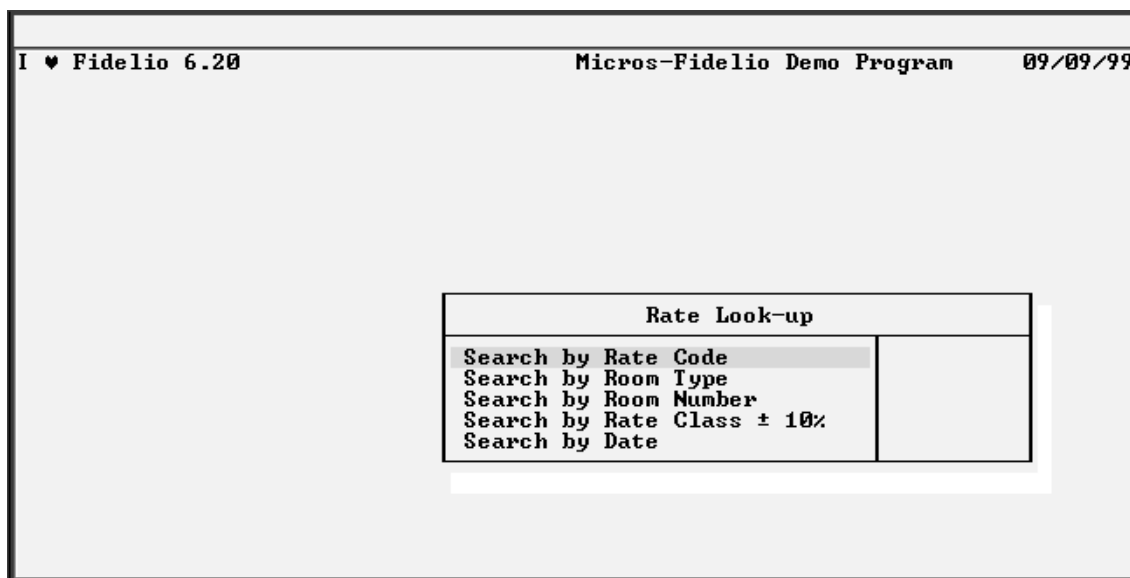 I ♥ Fidelio 6.20 Micros-Fidelio Demo Program 09/09/99
Rate Look-up
Search by Rate Code
Search by Room Type
Search by Room Number
Search by Rate Class ± 10%
Search by Date